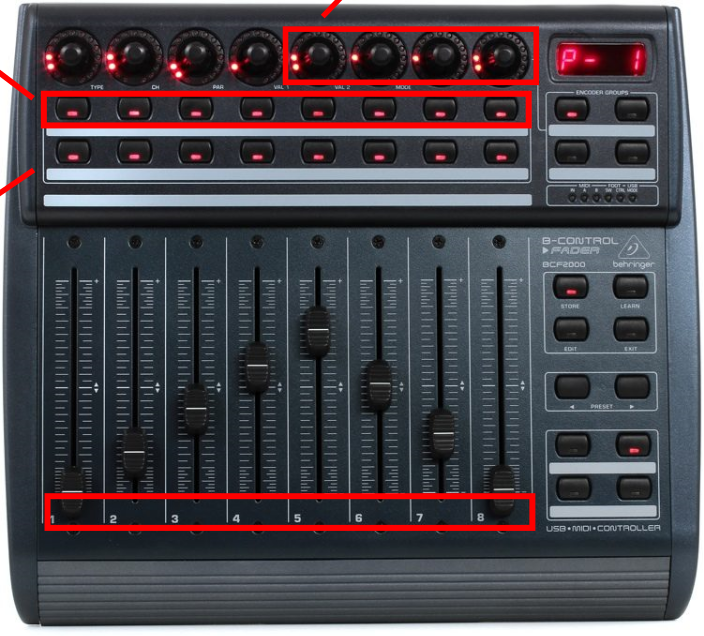 P- 1
TYPE CH PAR VAL 1 VAL 2 MODE
ENCODER GROUPS
MIDI FOOT USB
IN A B SW CTRL MODE
B-CONTROL
FADER
BCF2000 behringer
STORE LEARN
EDIT EXIT
PRESET
1 2 3 4 5 6 7 8
USB•MIDI•CONTROLLER